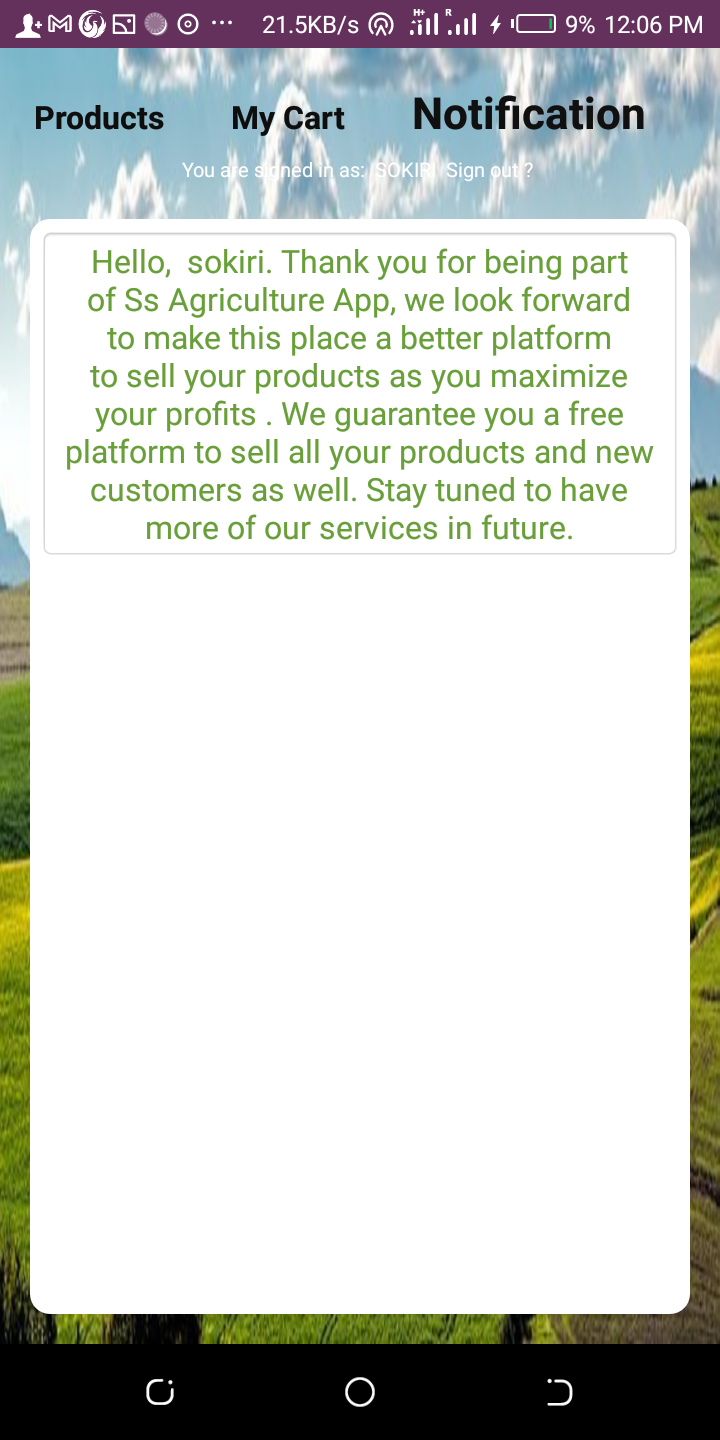 21.5KB/s H+ R 9% 12:06 PM
Products My Cart Notification
You are signed in as: SOKIRI Sign out ?
Hello, sokiri. Thank you for being part
of Ss Agriculture App, we look forward
to make this place a better platform
to sell your products as you maximize
your profits . We guarantee you a free
platform to sell all your products and new
customers as well. Stay tuned to have
more of our services in future.